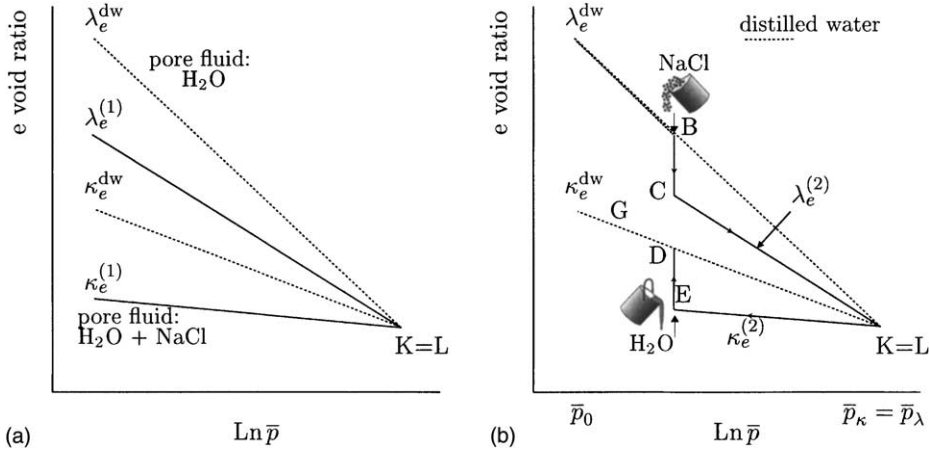 λ_e^dw
pore fluid:
H₂O
λ_e^(1)
κ_e^dw
κ_e^(1)
pore fluid:
H₂O + NaCl
K=L
e void ratio
Ln p̅
(a)
λ_e^dw
distilled water
NaCl
B
C
λ_e^(2)
κ_e^dw
G
D
E
H₂O
κ_e^(2)
K=L
e void ratio
p̅₀
Ln p̅
p̅_κ = p̅_λ
(b)